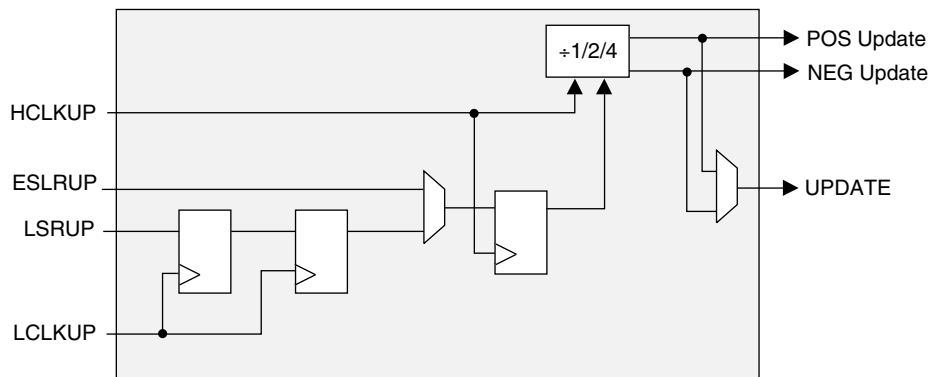 ÷1/2/4
POS Update
NEG Update
HCLKUP
ESLRUP
UPDATE
LSRUP
LCLKUP